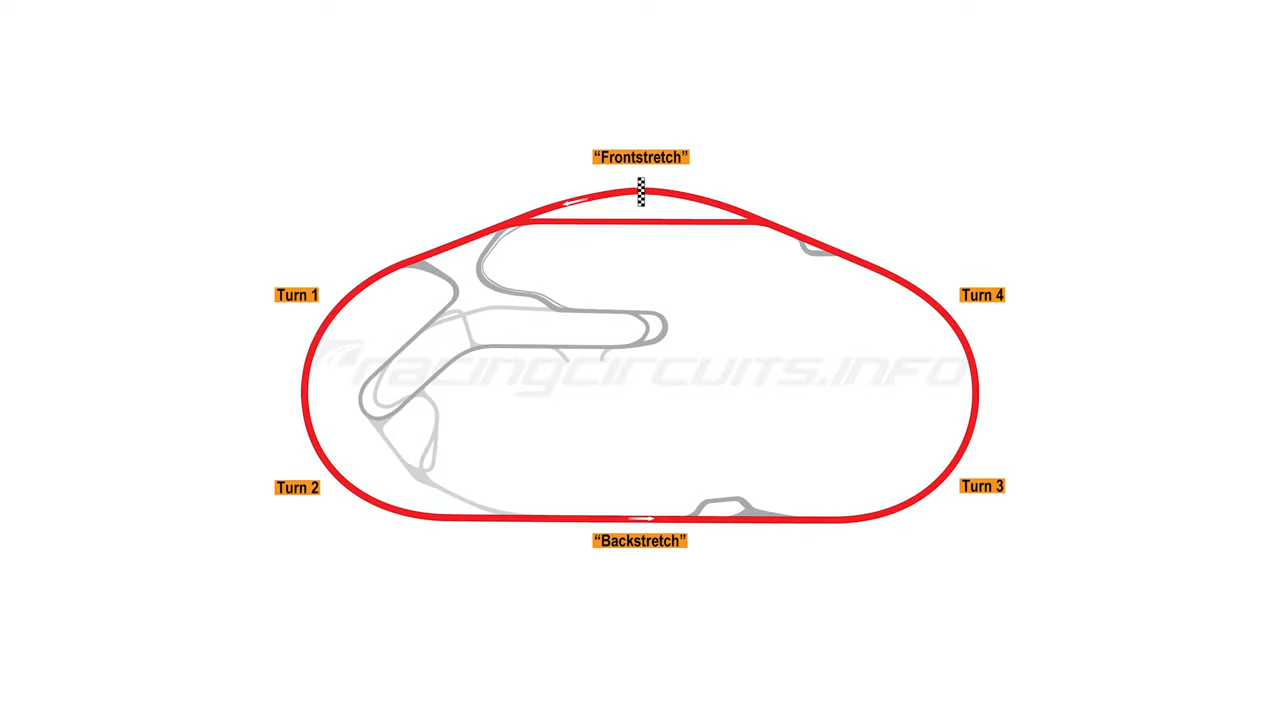 “Frontstretch”
Turn 1
Turn 4
racingcircuits.info
Turn 2
Turn 3
“Backstretch”